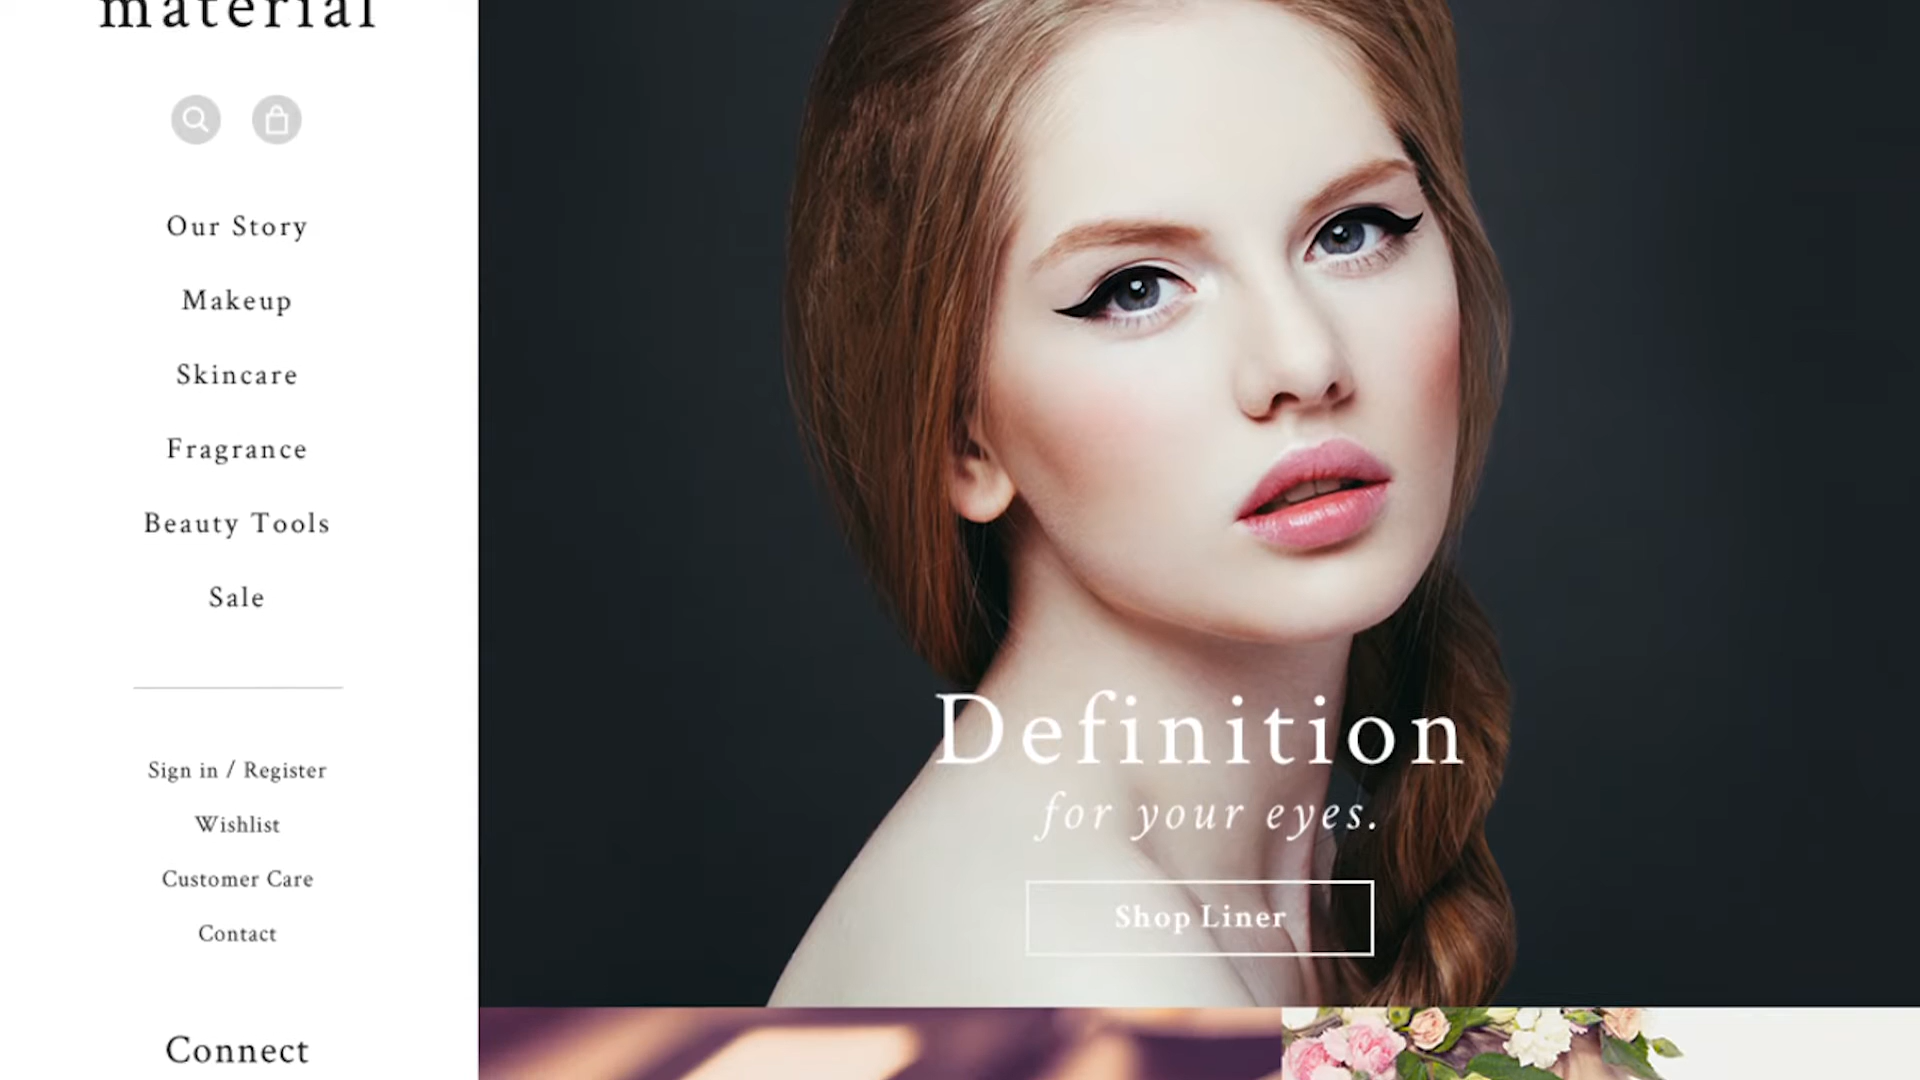 material
Our Story
Makeup
Skincare
Fragrance
Beauty Tools
Sale
Sign in / Register
Wishlist
Customer Care
Contact
Connect
Definition
for your eyes.
Shop Liner